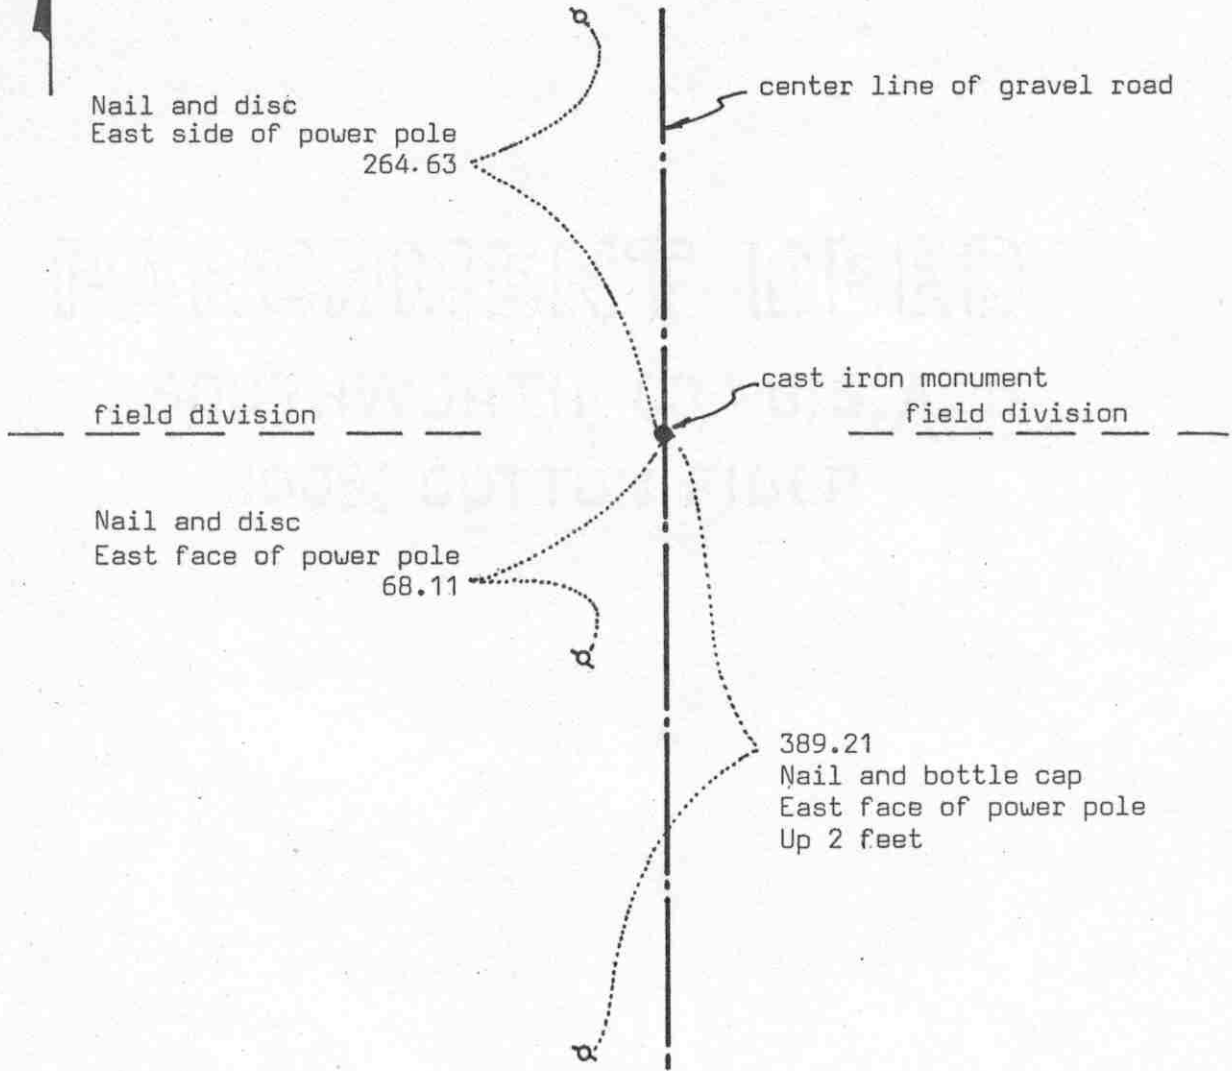 center line of gravel road
Nail and disc
East side of power pole
264.63
cast iron monument
field division
field division
Nail and disc
East face of power pole
68.11
389.21
Nail and bottle cap
East face of power pole
Up 2 feet